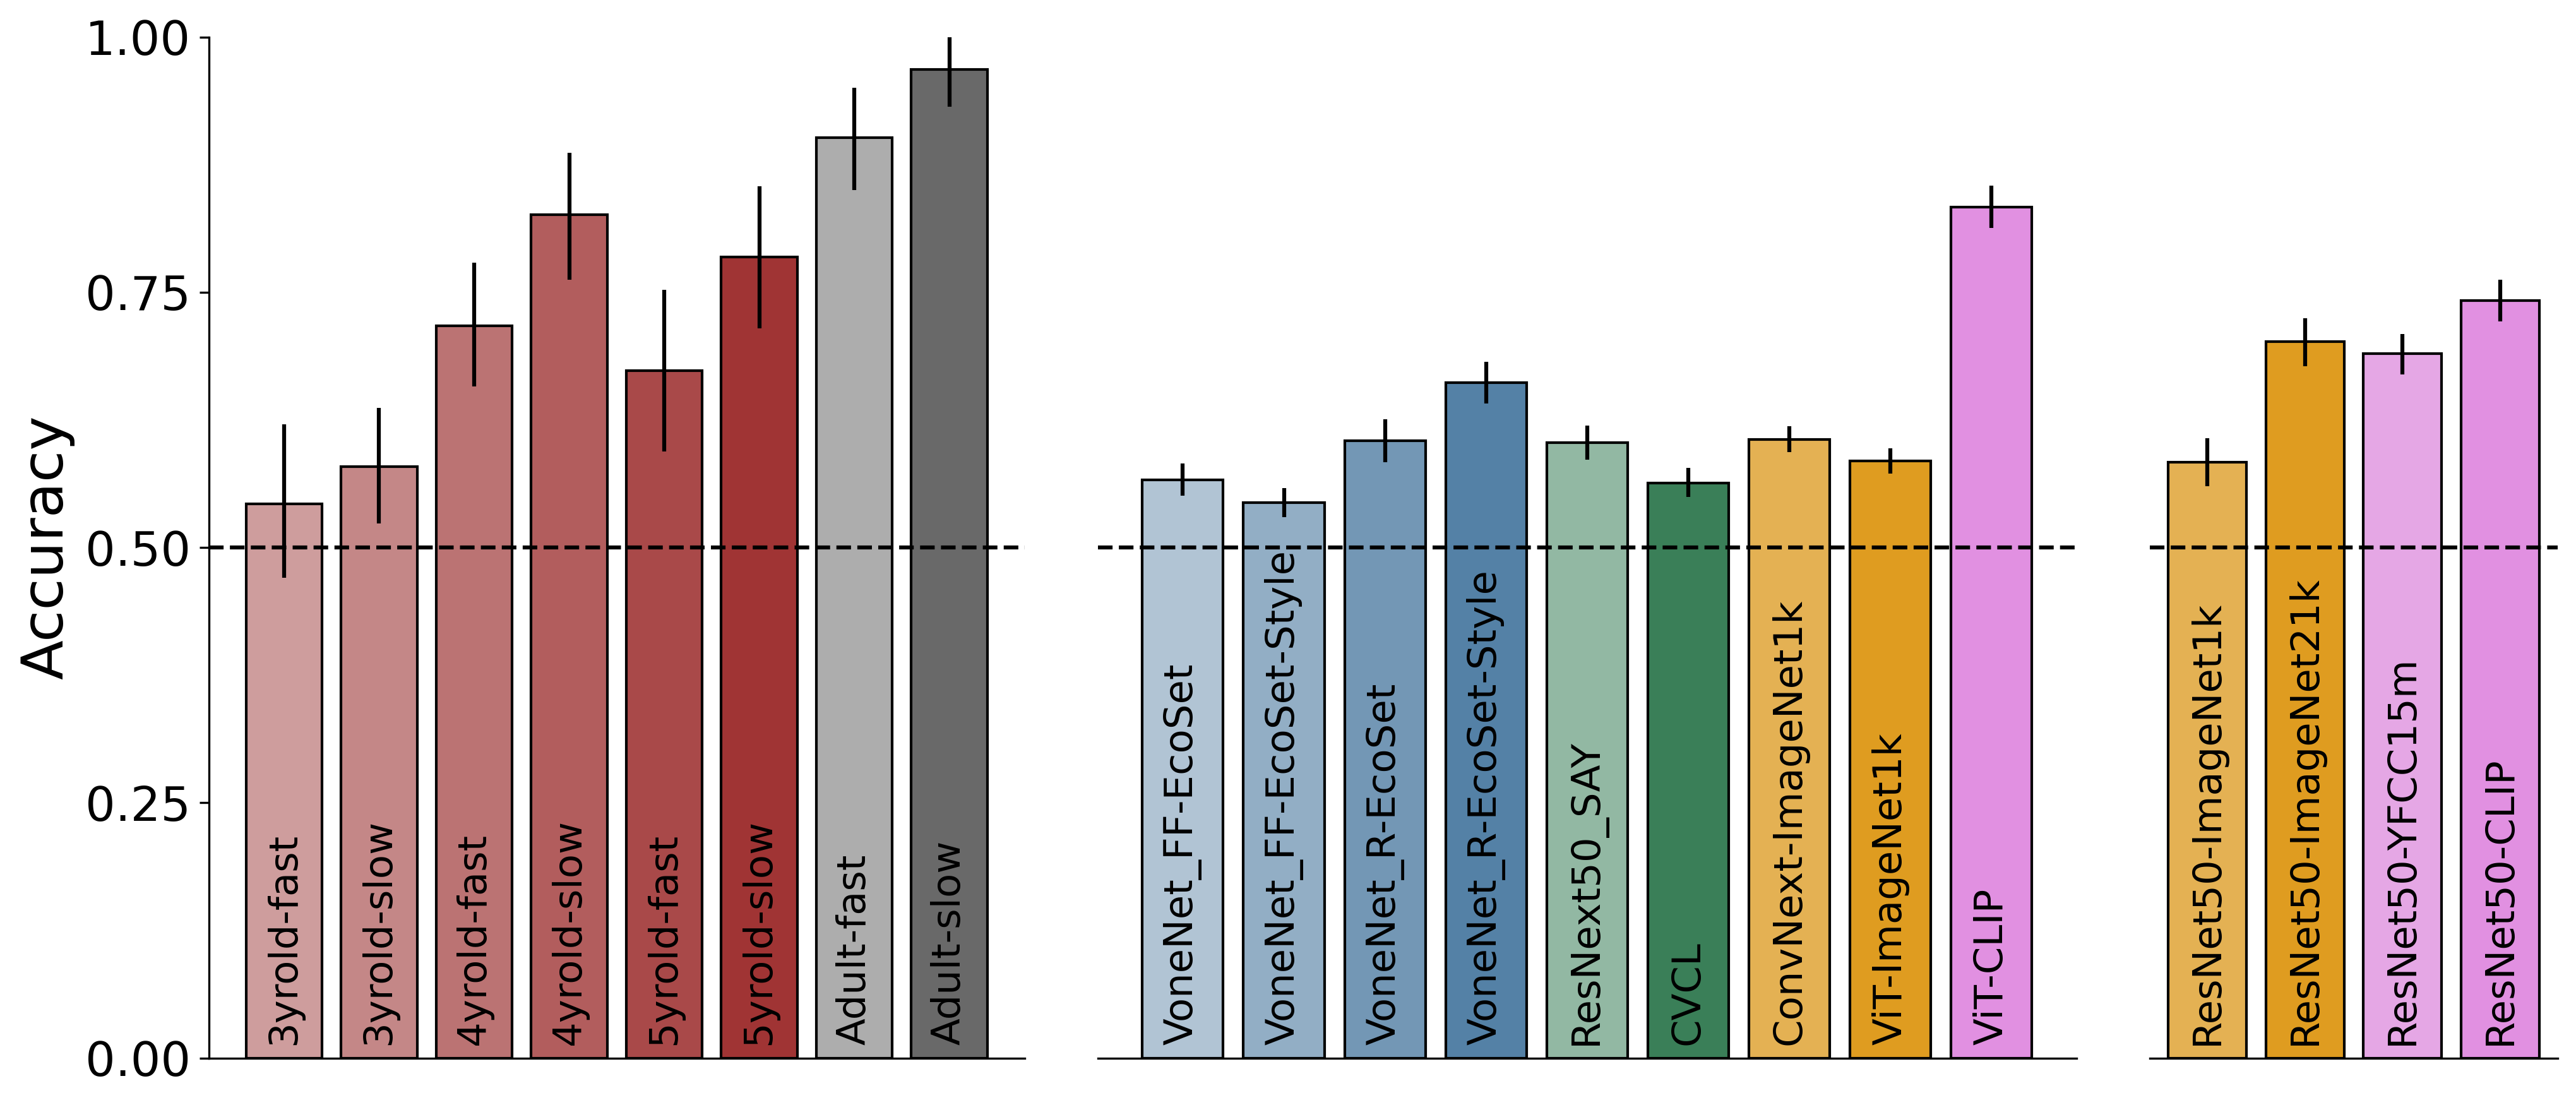 Accuracy
1.00
0.75
0.50
0.25
0.00
3yrold-fast
3yrold-slow
4yrold-fast
4yrold-slow
5yrold-fast
5yrold-slow
Adult-fast
Adult-slow
VoneNet_FF-EcoSet
VoneNet_FF-EcoSet-Style
VoneNet_R-EcoSet
VoneNet_R-EcoSet-Style
ResNext50_SAY
CVCL
ConvNext-ImageNet1k
ViT-ImageNet1k
ViT-CLIP
ResNet50-ImageNet1k
ResNet50-ImageNet21k
ResNet50-YFCC15m
ResNet50-CLIP